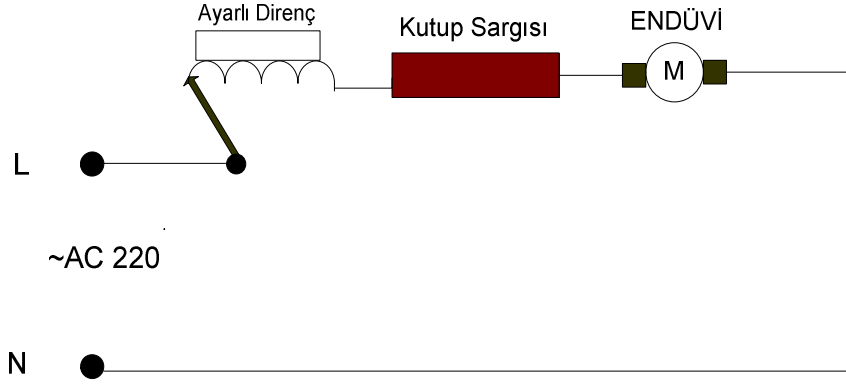 Ayarlı Direnç
Kutup Sargısı
ENDÜVİ
M
L
~AC 220
N